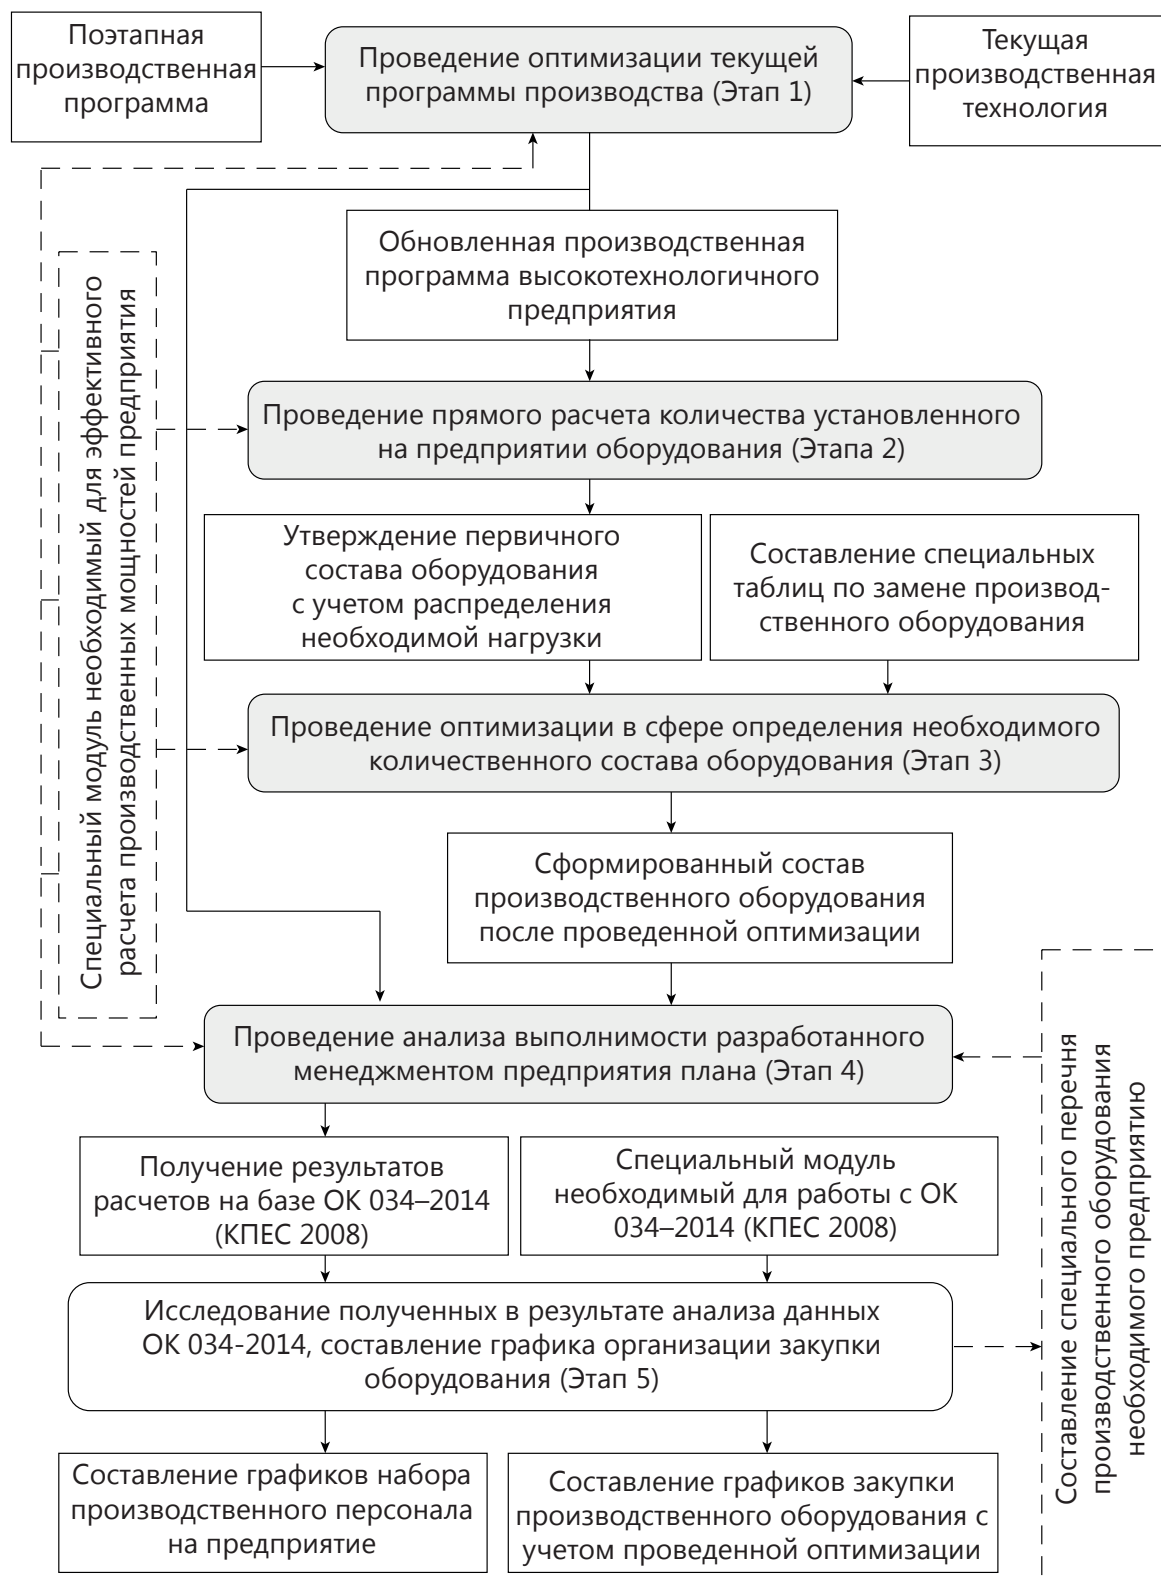 Поэтапная
производственная
программа
Проведение оптимизации текущей
программы производства (Этап 1)
Текущая
производственная
технология
Обновленная производственная
программа высокотехнологичного
предприятия
Специальный модуль необходимый для эффективного
расчета производственных мощностей предприятия
Проведение прямого расчета количества установленного
на предприятии оборудования (Этапа 2)
Утверждение первичного
состава оборудования
с учетом распределения
необходимой нагрузки
Составление специальных
таблиц по замене производ-
ственного оборудования
Проведение оптимизации в сфере определения необходимого
количественного состава оборудования (Этап 3)
Сформированный состав
производственного оборудования
после проведенной оптимизации
Проведение анализа выполнимости разработанного
менеджментом предприятия плана (Этап 4)
Составление специального перечня
производственного оборудования
необходимого предприятию
Получение результатов
расчетов на базе ОК 034–2014
(КПЕС 2008)
Специальный модуль
необходимый для работы с ОК
034–2014 (КПЕС 2008)
Исследование полученных в результате анализа данных
ОК 034-2014, составление графика организации закупки
оборудования (Этап 5)
Составление графиков набора
производственного персонала
на предприятие
Составление графиков закупки
производственного оборудования с
учетом проведенной оптимизации